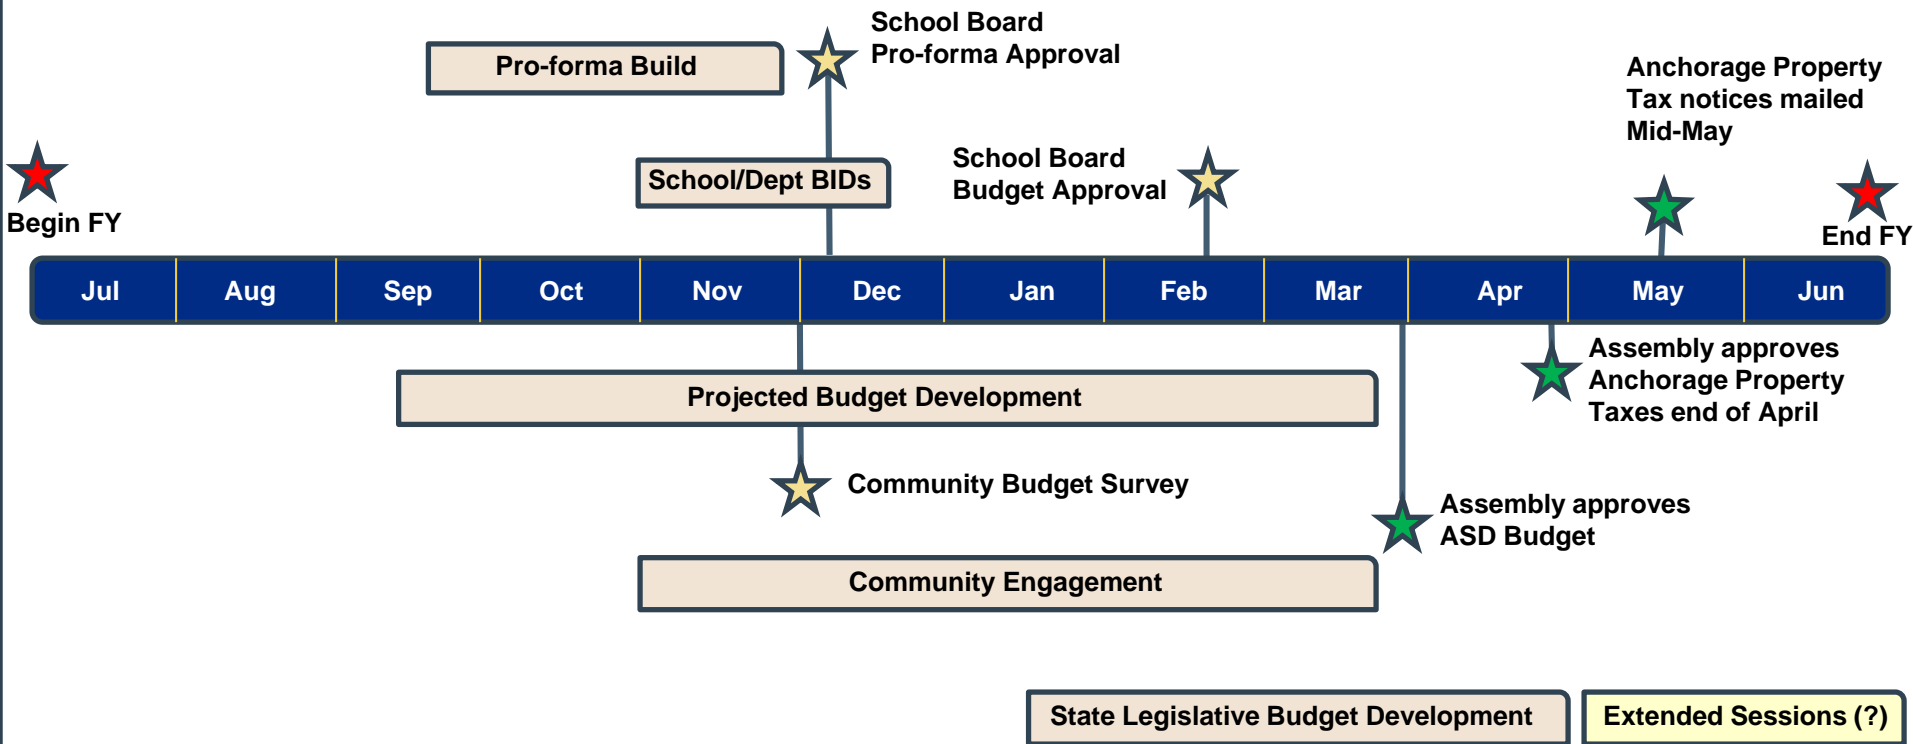 School Board
Pro-forma Approval
Pro-forma Build
Anchorage Property
Tax notices mailed
Mid-May
School Board
Budget Approval
School/Dept BIDs
Begin FY
End FY
Jul Aug Sep Oct Nov Dec Jan Feb Mar Apr May Jun
Assembly approves
Anchorage Property
Taxes end of April
Projected Budget Development
Community Budget Survey
Assembly approves
ASD Budget
Community Engagement
State Legislative Budget Development
Extended Sessions (?)